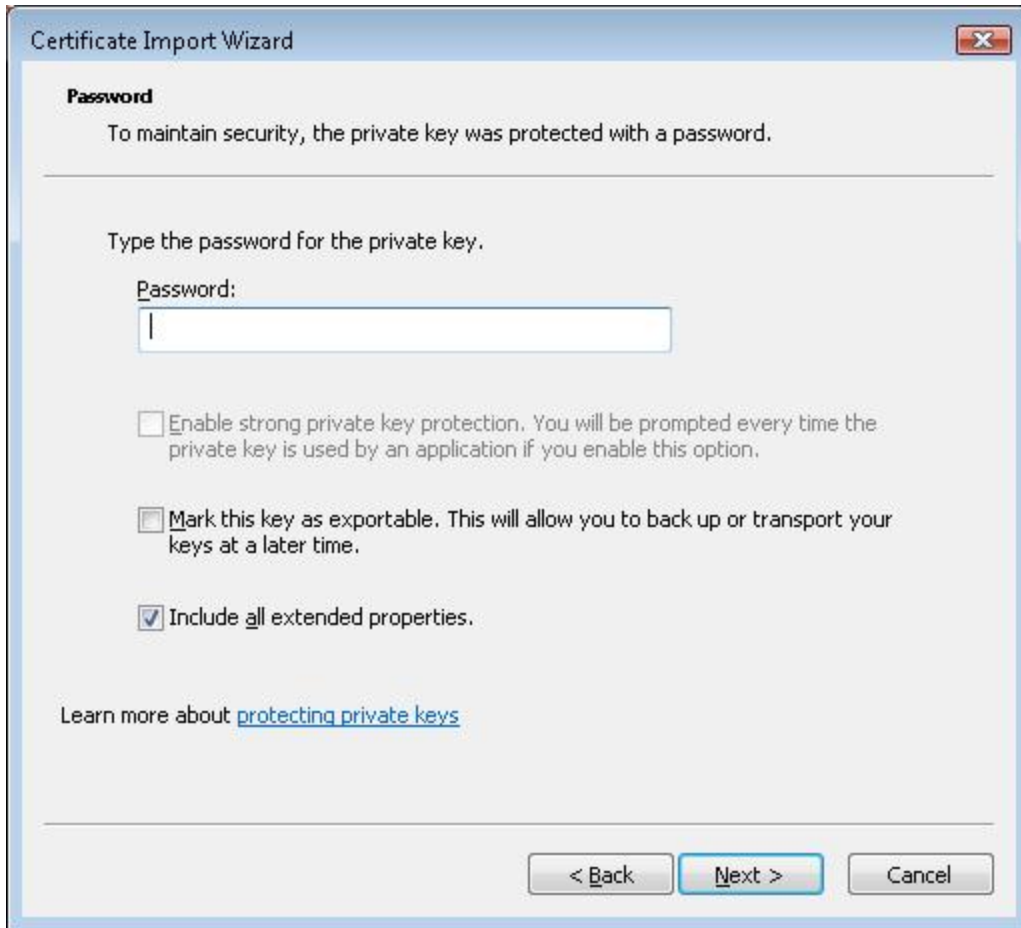 Certificate Import Wizard
Password
To maintain security, the private key was protected with a password.
Type the password for the private key.
Password:
Enable strong private key protection. You will be prompted every time the
private key is used by an application if you enable this option.
Mark this key as exportable. This will allow you to back up or transport your
keys at a later time.
Include all extended properties.
Learn more about protecting private keys
< Back
Next >
Cancel